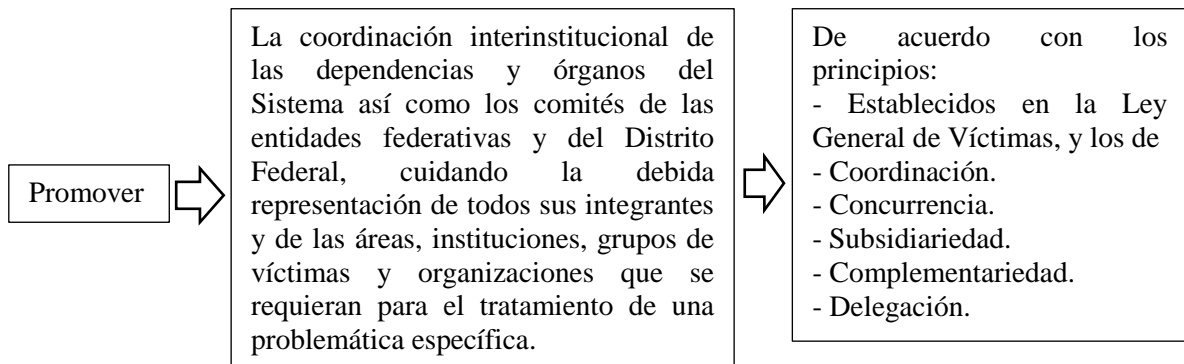 Promover
La coordinación interinstitucional de
las dependencias y órganos del
Sistema así como los comités de las
entidades federativas y del Distrito
Federal, cuidando la debida
representación de todos sus integrantes
y de las áreas, instituciones, grupos de
víctimas y organizaciones que se
requieran para el tratamiento de una
problemática específica.
De acuerdo con los
principios:
- Establecidos en la Ley
General de Víctimas, y los de
- Coordinación.
- Concurrencia.
- Subsidiariedad.
- Complementariedad.
- Delegación.